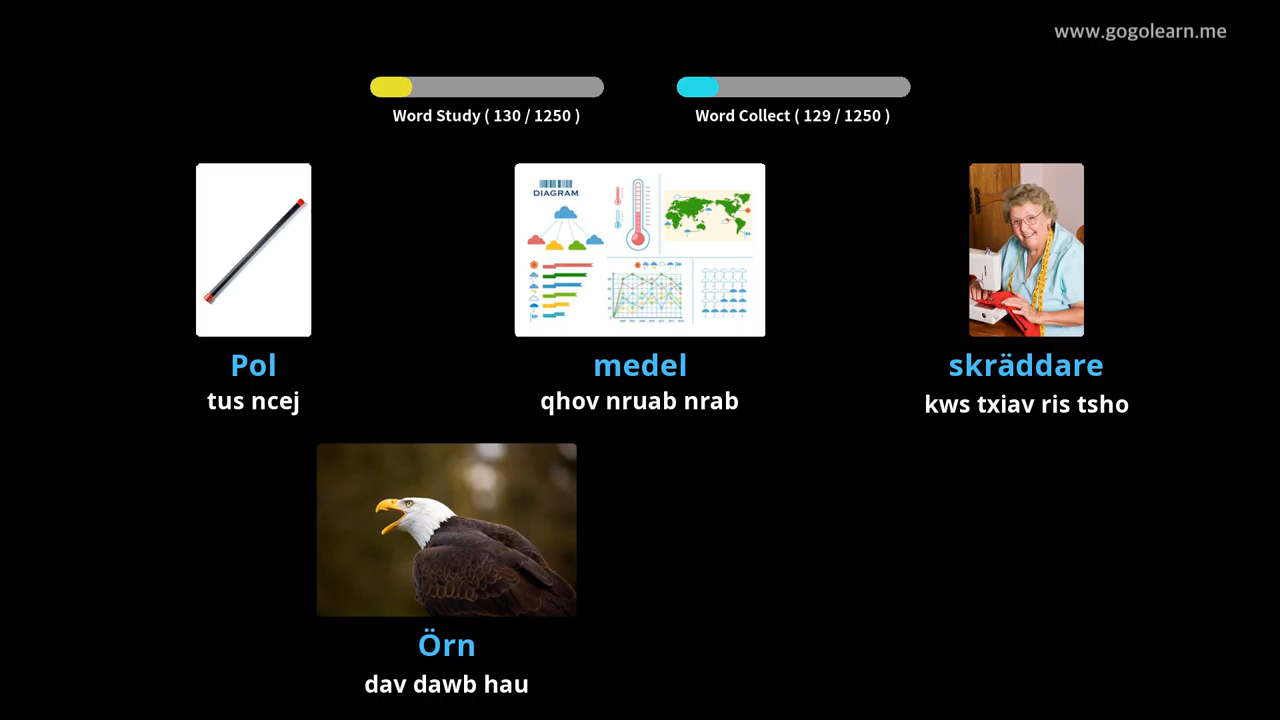 www.gogolearn.me
Word Study ( 130 / 1250 )
Word Collect ( 129 / 1250 )
DIAGRAM
Pol
medel
skräddare
tus ncej
qhov nruab nrab
kws txiav ris tsho
Örn
dav dawb hau